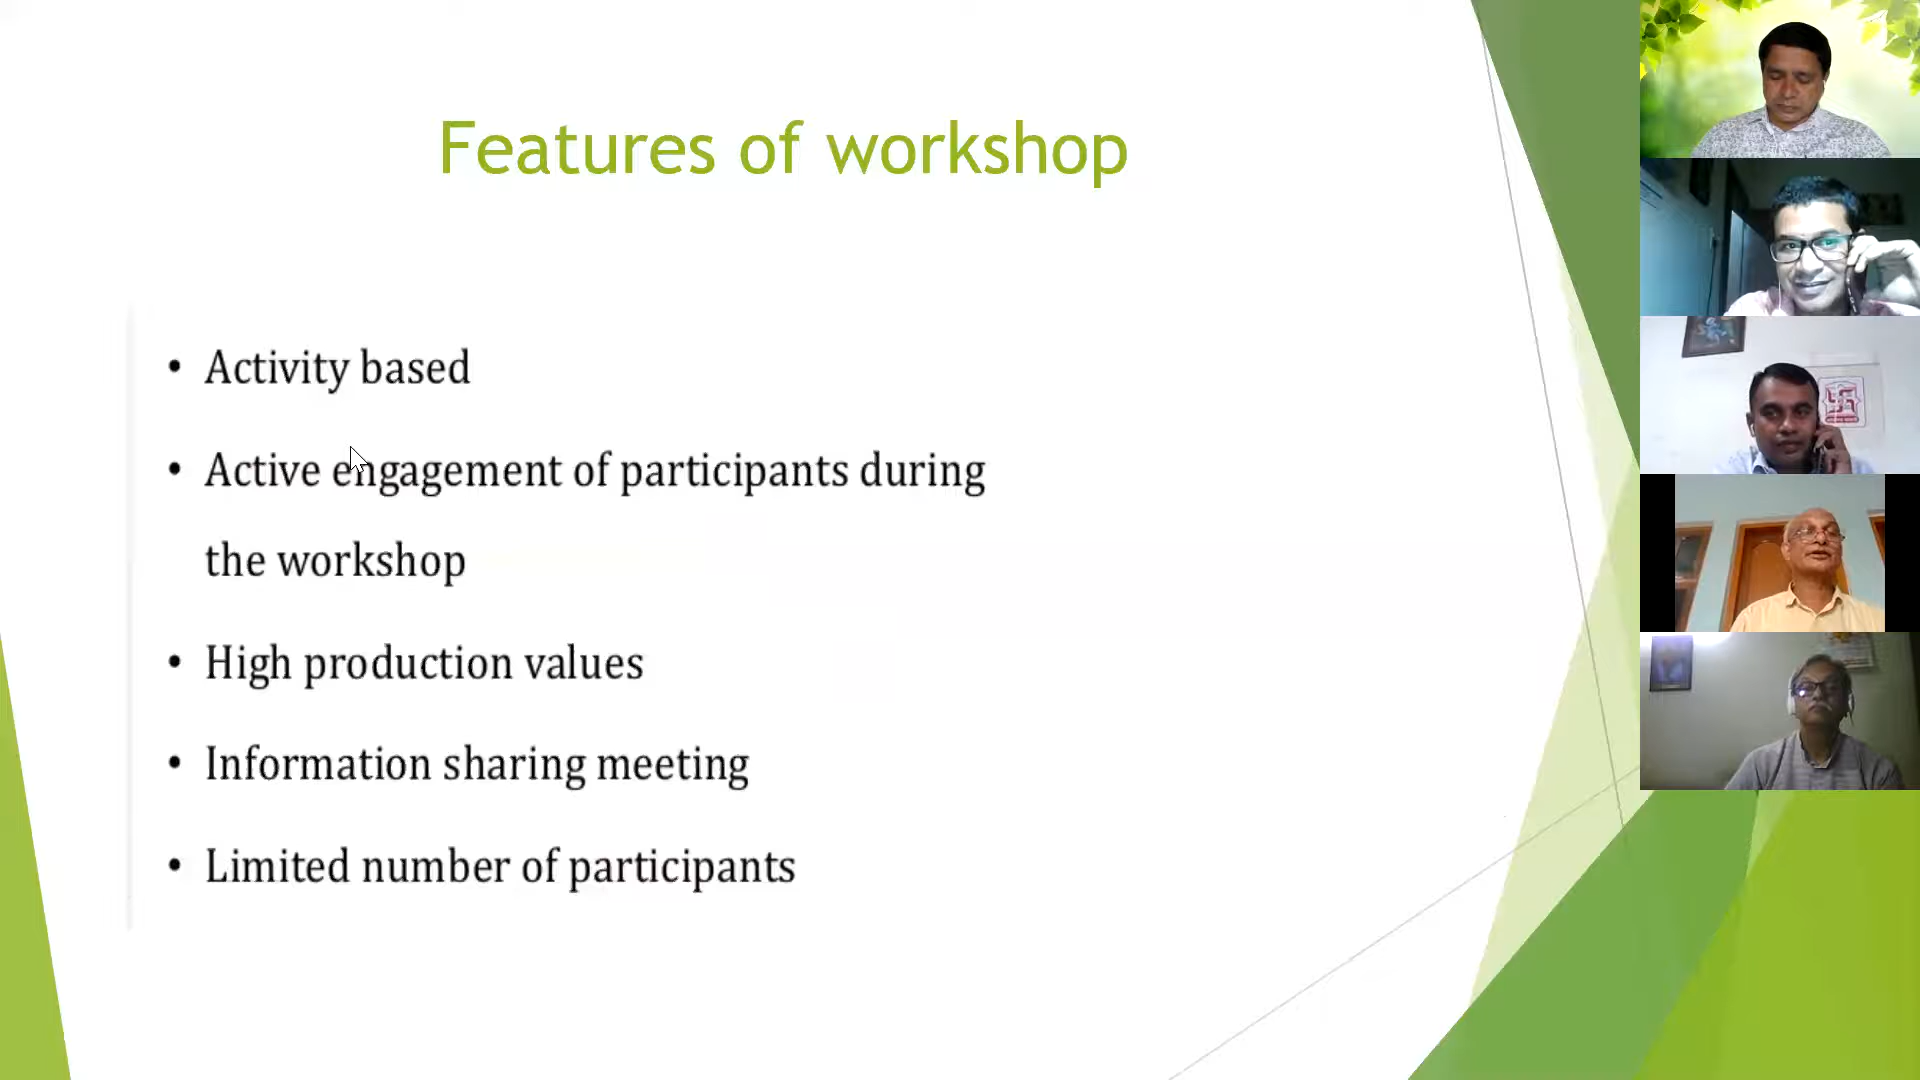 Features of workshop
• Activity based
• Active engagement of participants during
the workshop
• High production values
• Information sharing meeting
• Limited number of participants